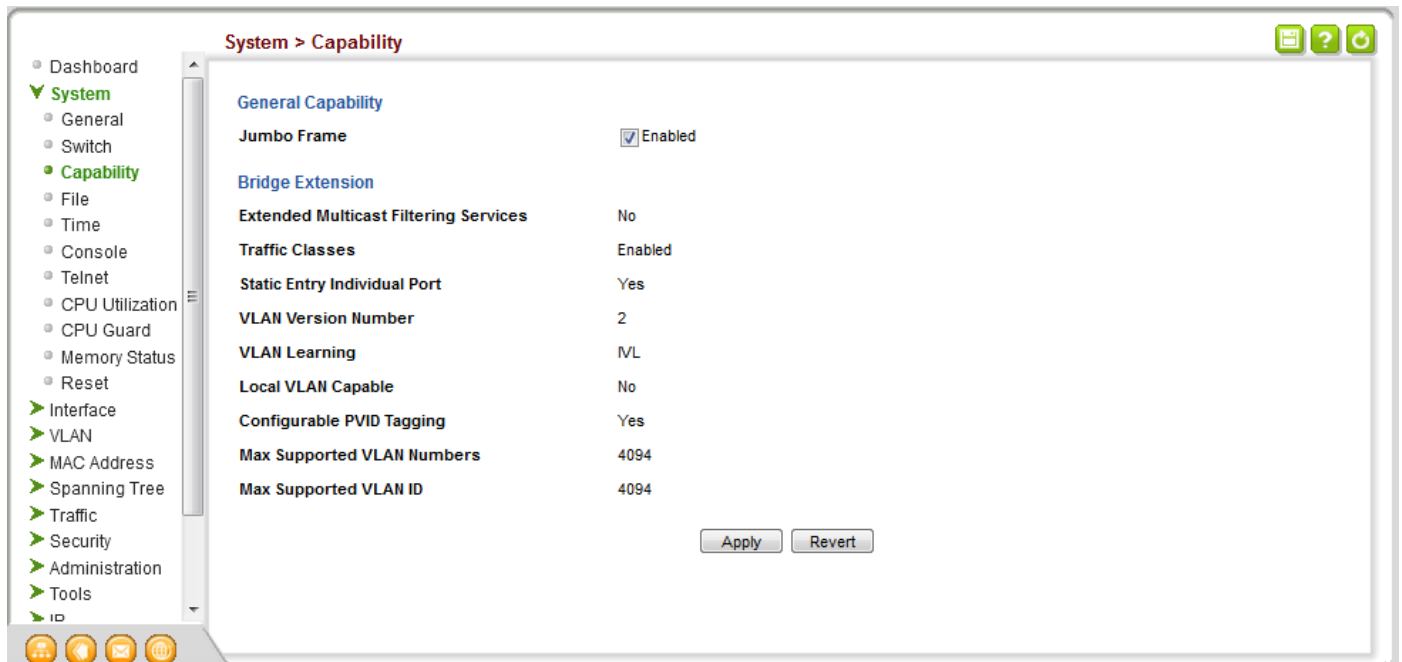 System > Capability
Dashboard
System
General
Switch
Capability
File
Time
Console
Telnet
CPU Utilization
CPU Guard
Memory Status
Reset
Interface
VLAN
MAC Address
Spanning Tree
Traffic
Security
Administration
Tools
IP
General Capability
Jumbo Frame Enabled
Bridge Extension
Extended Multicast Filtering Services No
Traffic Classes Enabled
Static Entry Individual Port Yes
VLAN Version Number 2
VLAN Learning IVL
Local VLAN Capable No
Configurable PVID Tagging Yes
Max Supported VLAN Numbers 4094
Max Supported VLAN ID 4094
Apply Revert